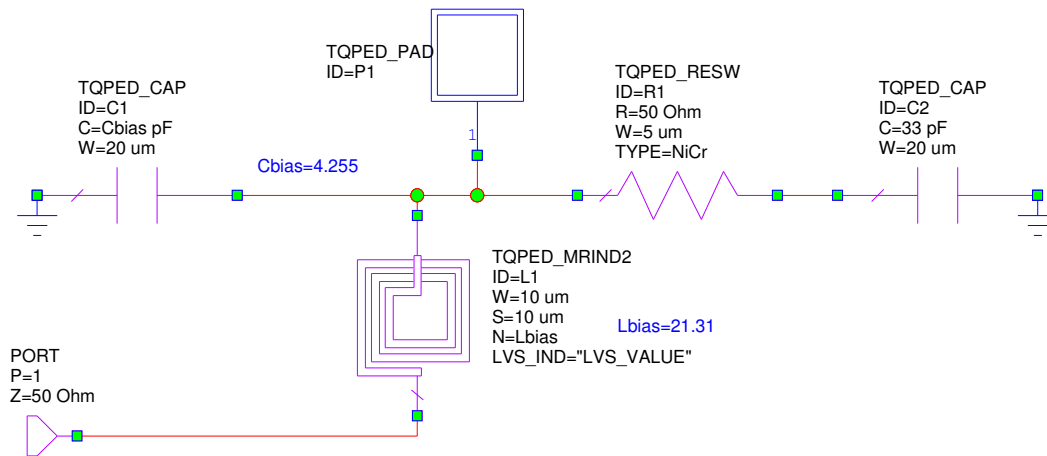 TQPED_PAD
ID=P1
1
TQPED_CAP
ID=C1
C=Cbias pF
W=20 um
Cbias=4.255
TQPED_RESW
ID=R1
R=50 Ohm
W=5 um
TYPE=NiCr
TQPED_CAP
ID=C2
C=33 pF
W=20 um
TQPED_MRIND2
ID=L1
W=10 um
S=10 um
N=Lbias
LVS_IND="LVS_VALUE"
Lbias=21.31
PORT
P=1
Z=50 Ohm